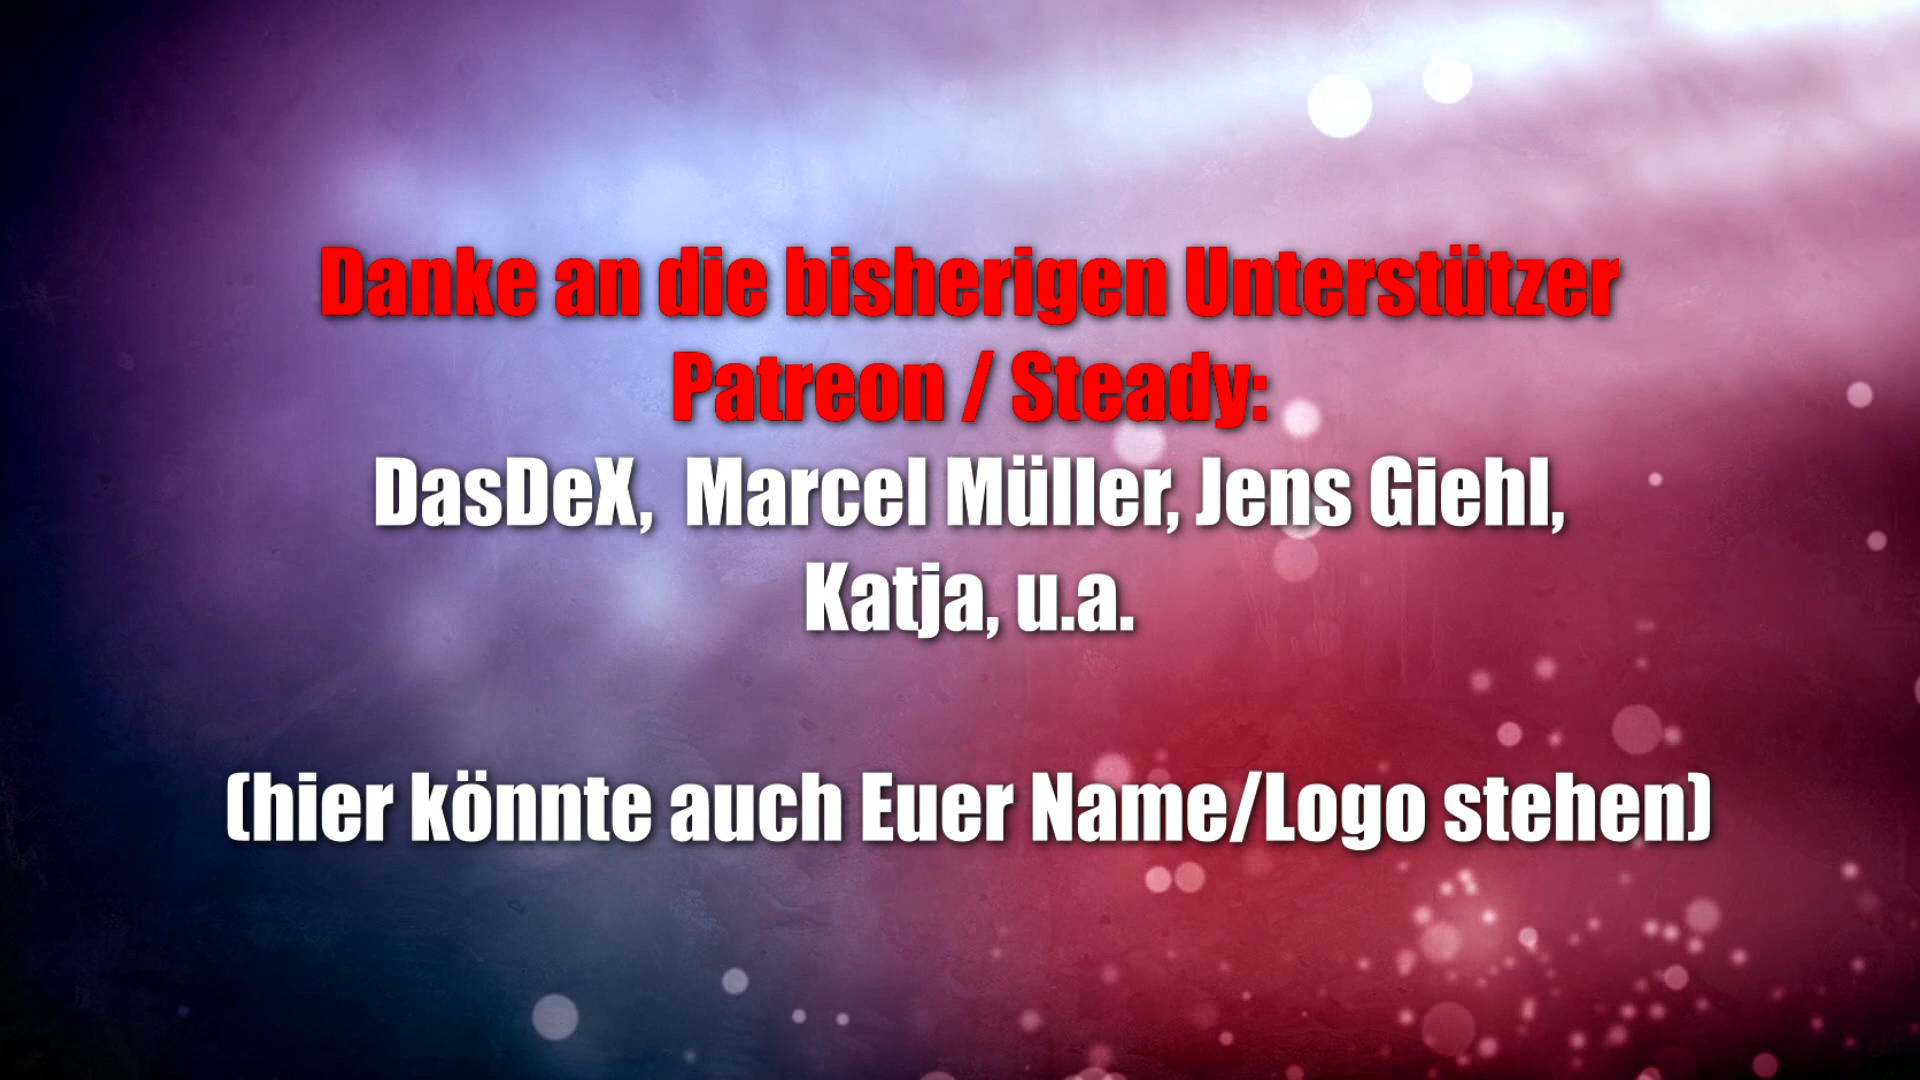 Danke an die bisherigen Unterstützer
Patreon / Steady:
DasDeX,  Marcel Müller, Jens Giehl,
Katja, u.a.
(hier könnte auch Euer Name/Logo stehen)